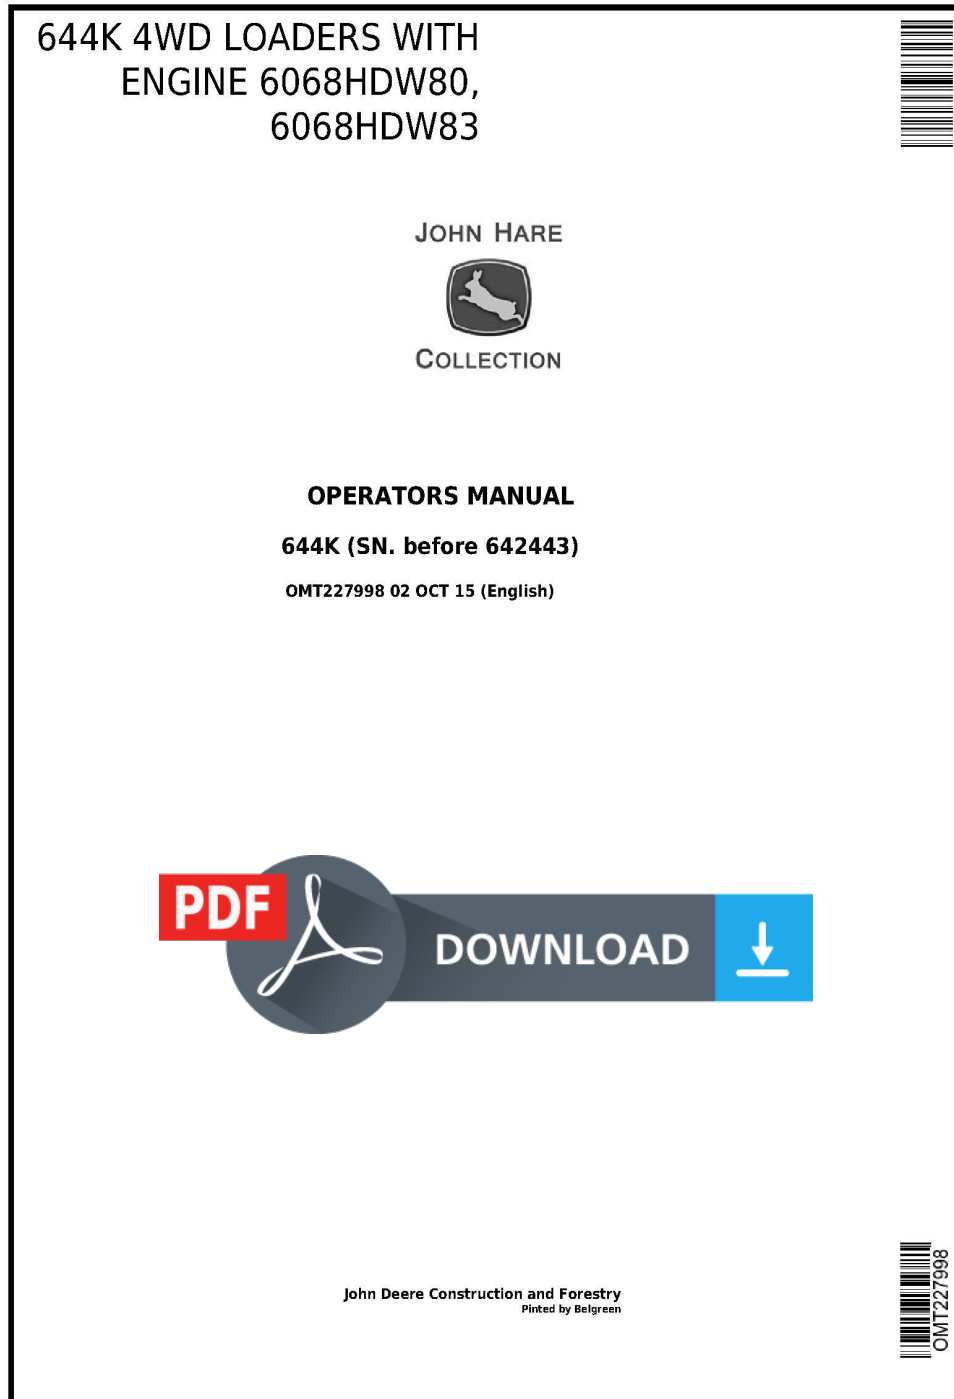 644K 4WD LOADERS WITH
ENGINE 6068HDW80,
6068HDW83
JOHN HARE
COLLECTION
OPERATORS MANUAL
644K (SN. before 642443)
OMT227998 02 OCT 15 (English)
PDF
DOWNLOAD
John Deere Construction and Forestry
Pinted by Belgreen
OMT227998